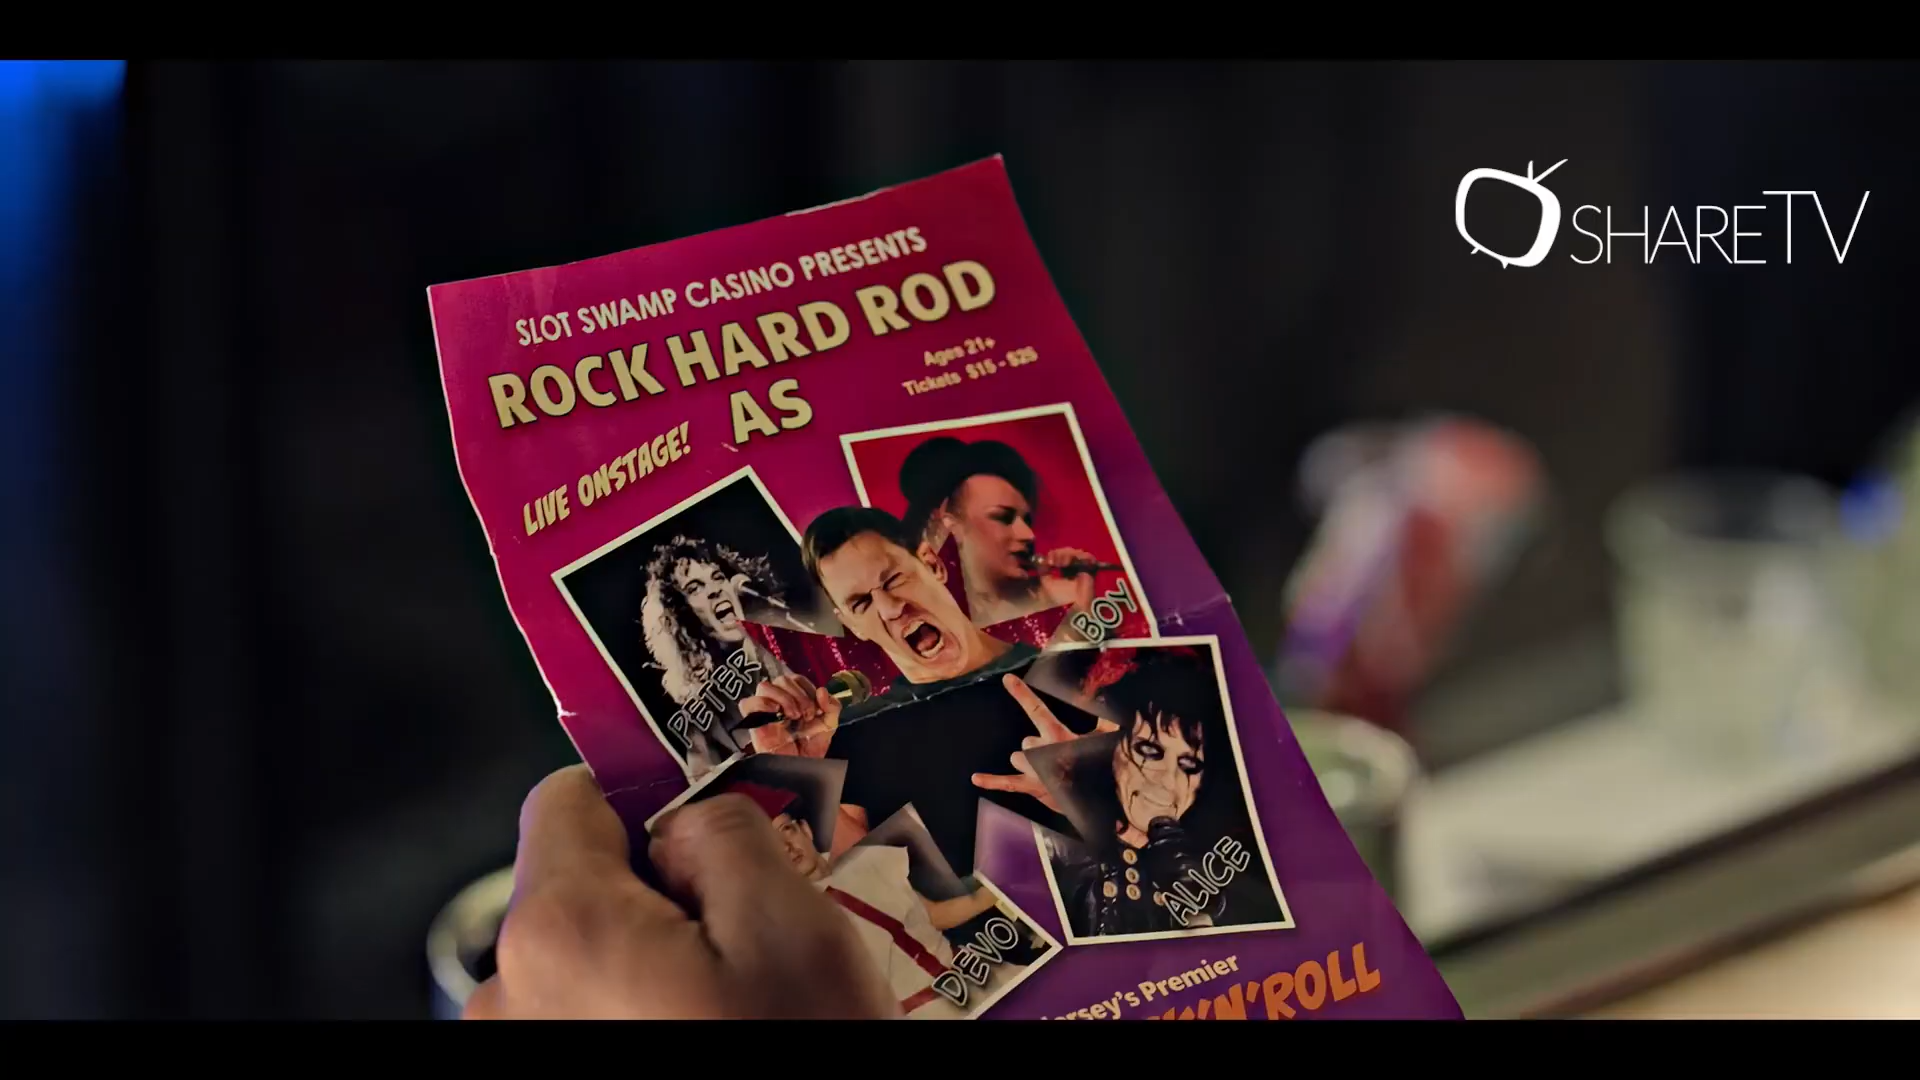 SLOT SWAMP CASINO PRESENTS
ROCK HARD ROD
AS
Ages 21+
Tickets $15 - $25
LIVE ONSTAGE!
PETER
BOY
ALICE
DEVO
ersey's Premier
'N'ROLL
SHARETV